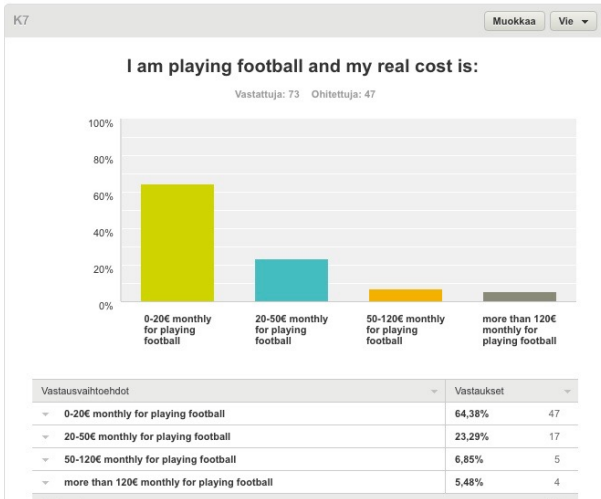 K7
Muokkaa
Vie
I am playing football and my real cost is:
Vastattuja: 73 Ohitettuja: 47
100%
80%
60%
40%
20%
0%
0-20€ monthly
for playing
football
20-50€ monthly
for playing
football
50-120€ monthly
for playing
football
more than 120€
monthly for
playing football
Vastausvaihtoehdot Vastaukset
0-20€ monthly for playing football 64,38% 47
20-50€ monthly for playing football 23,29% 17
50-120€ monthly for playing football 6,85% 5
more than 120€ monthly for playing football 5,48% 4